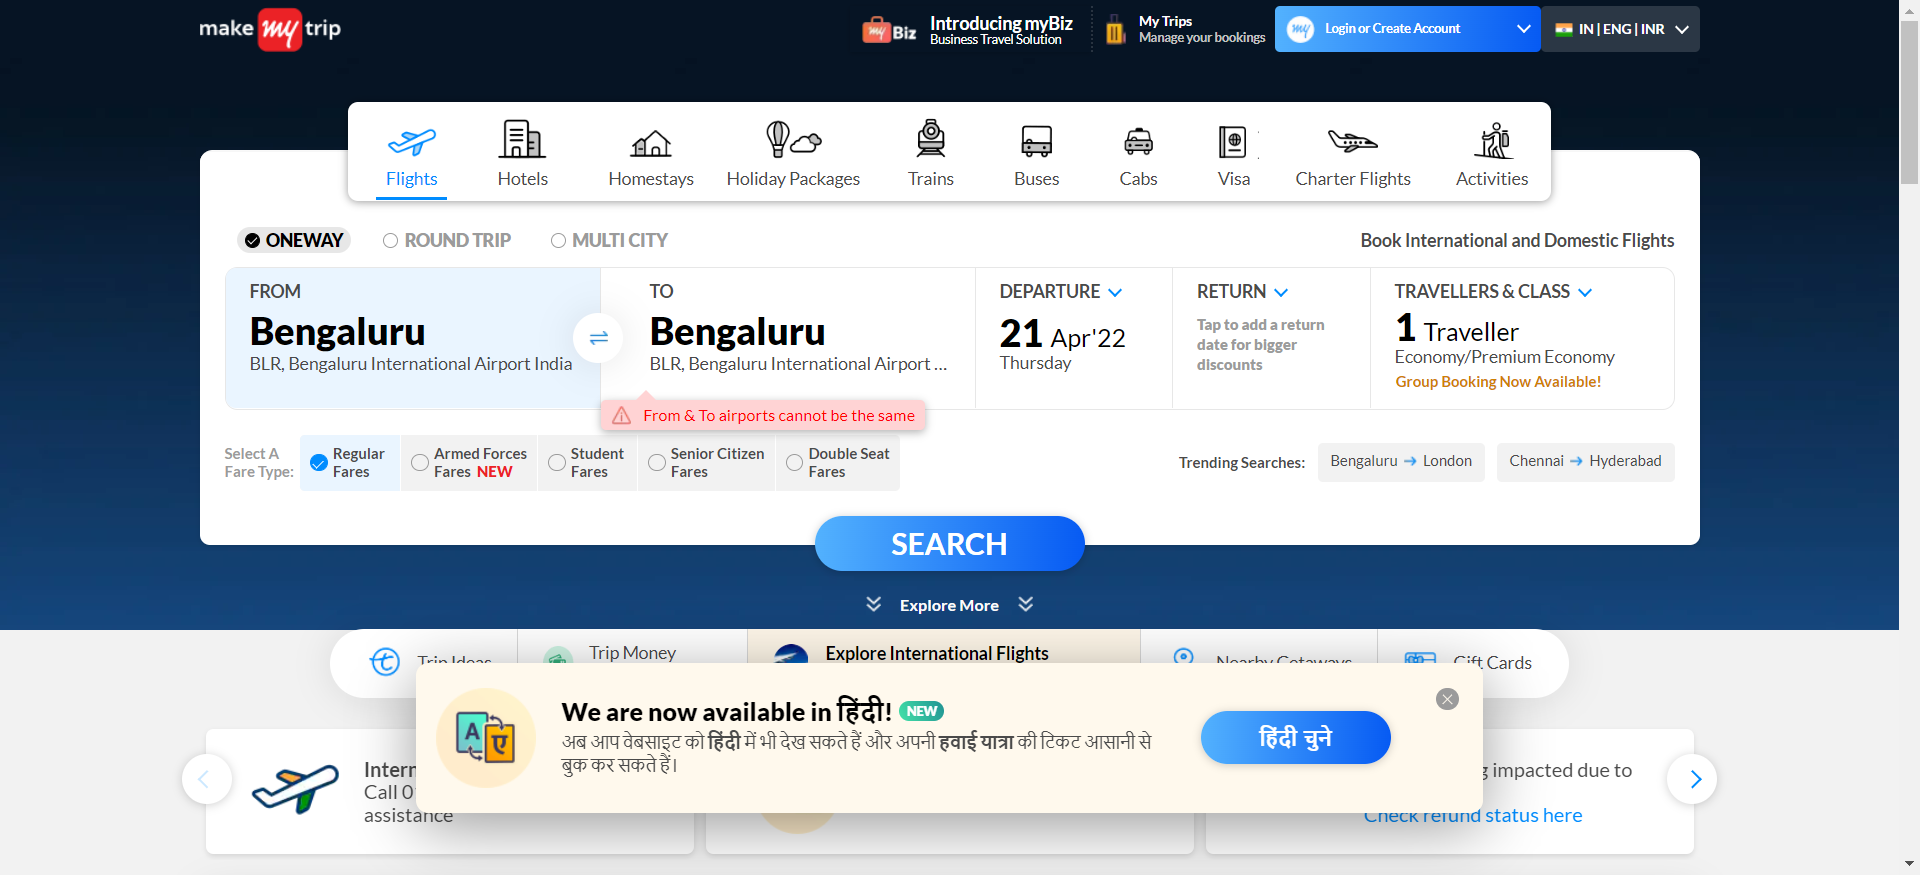 make my trip
my Biz
Introducing myBiz
Business Travel Solution
My Trips
Manage your bookings
my
Login or Create Account
IN | ENG | INR
Flights
Hotels
Homestays
Holiday Packages
Trains
Buses
Cabs
Visa
Charter Flights
Activities
ONEWAY
ROUND TRIP
MULTI CITY
Book International and Domestic Flights
FROM
Bengaluru
BLR, Bengaluru International Airport India
TO
Bengaluru
BLR, Bengaluru International Airport ...
DEPARTURE
21 Apr'22
Thursday
RETURN
Tap to add a return
date for bigger
discounts
TRAVELLERS & CLASS
1 Traveller
Economy/Premium Economy
Group Booking Now Available!
From & To airports cannot be the same
Select A
Fare Type:
Regular
Fares
Armed Forces
Fares NEW
Student
Fares
Senior Citizen
Fares
Double Seat
Fares
Trending Searches:
Bengaluru → London
Chennai → Hyderabad
SEARCH
Explore More
Trip Ideas
Trip Money
Explore International Flights
Nearby Getaways
Gift Cards
We are now available in हिंदी! NEW
अब आप वेबसाइट को हिंदी में भी देख सकते हैं और अपनी हवाई यात्रा की टिकट आसानी से
बुक कर सकते हैं।
A ए
हिंदी चुने
Call
assistance
impacted due to
Check refund status here